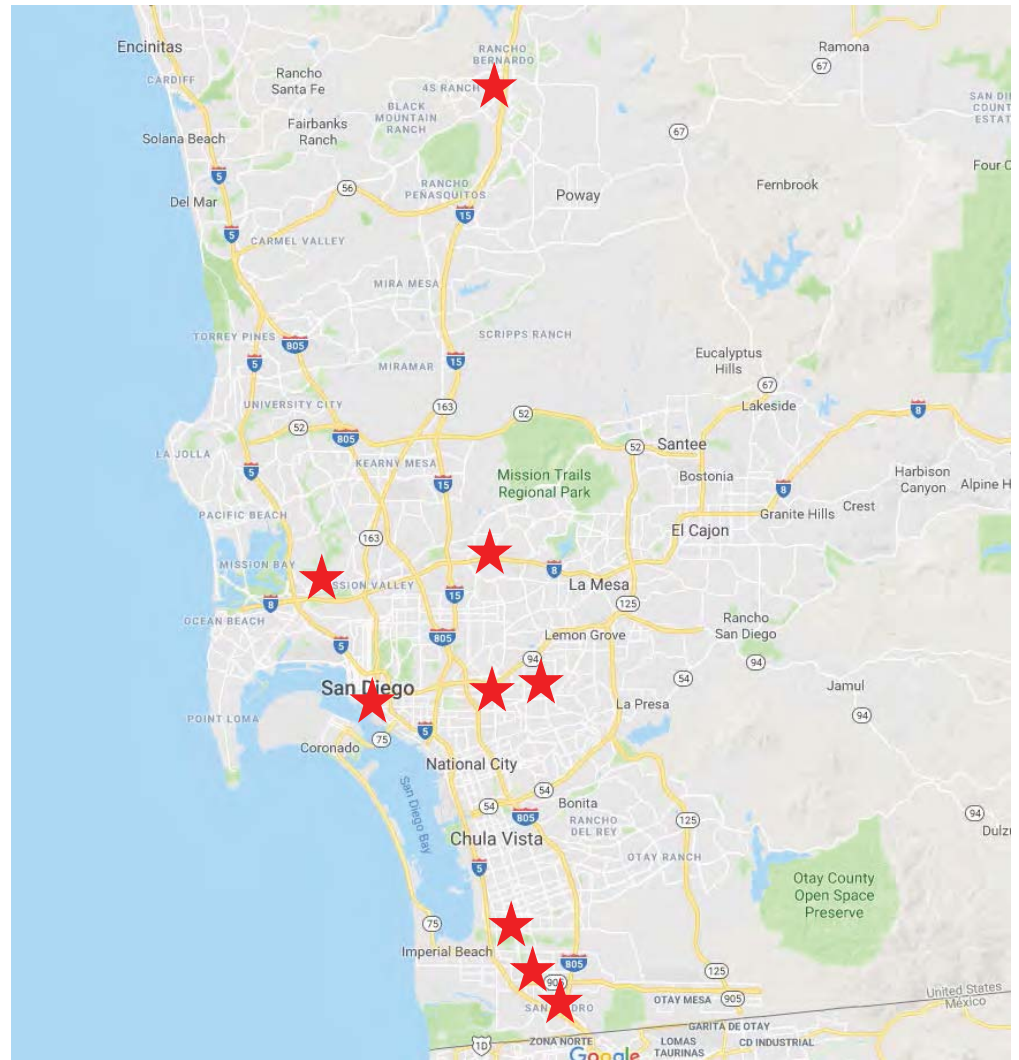 Encinitas
RANCHO
BERNARDO
Ramona
67
CARDIFF
Rancho
Santa Fe
4S RANCH
BLACK
MOUNTAIN
RANCH
SAN DI
COUNT
ESTAT
Fairbanks
Ranch
Solana Beach
67
5
56
RANCHO
PEÑASQUITOS
Poway
Fernbrook
Four C
Del Mar
15
5
CARMEL VALLEY
MIRA MESA
TORREY PINES
805
SCRIPPS RANCH
5
MIRAMAR
15
Eucalyptus
Hills
67
UNIVERSITY CITY
163
52
Lakeside
8
52
805
52
Santee
LA JOLLA
KEARNY MESA
5
15
Mission Trails
Regional Park
Bostonia
Harbison
Canyon
Alpine H
8
PACIFIC BEACH
Granite Hills
Crest
163
El Cajon
MISSION BAY
SSION VALLEY
8
La Mesa
8
15
125
OCEAN BEACH
805
Lemon Grove
Rancho
San Diego
5
94
94
San Diego
54
Jamul
La Presa
POINT LOMA
94
5
75
Coronado
National City
San Diego
Bay
54
54
Bonita
805
RANCHO
DEL REY
125
94
Dulzu
Chula Vista
OTAY RANCH
5
Otay County
Open Space
Preserve
75
Imperial Beach
805
125
905
OTAY MESA
905
United States
México
GARITA DE OTAY
1D
ZONA NORTE
LOMAS
TAURINAS
CD INDUSTRIAL
Google